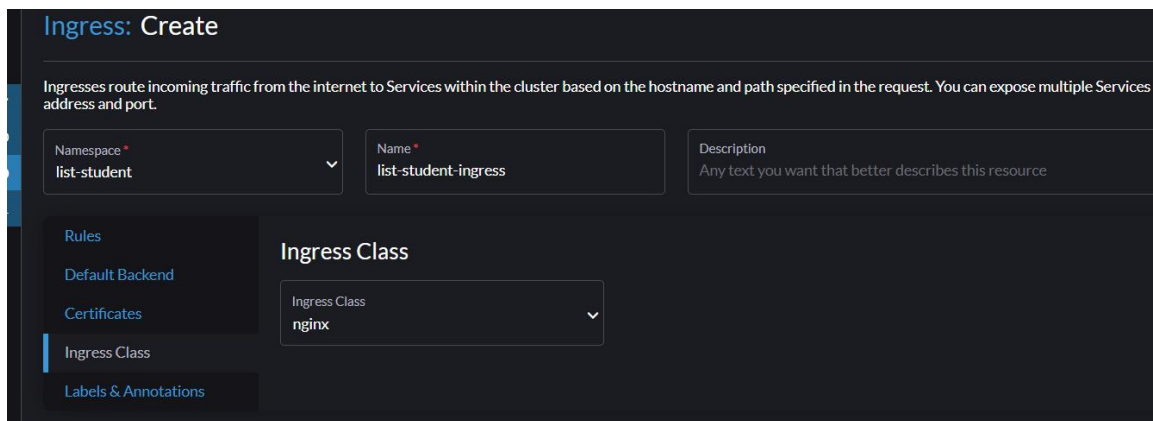 Ingress: Create
Ingresses route incoming traffic from the internet to Services within the cluster based on the hostname and path specified in the request. You can expose multiple Services
address and port.
Namespace *
list-student
Name *
list-student-ingress
Description
Any text you want that better describes this resource
Rules
Default Backend
Certificates
Ingress Class
Labels & Annotations
Ingress Class
Ingress Class
nginx